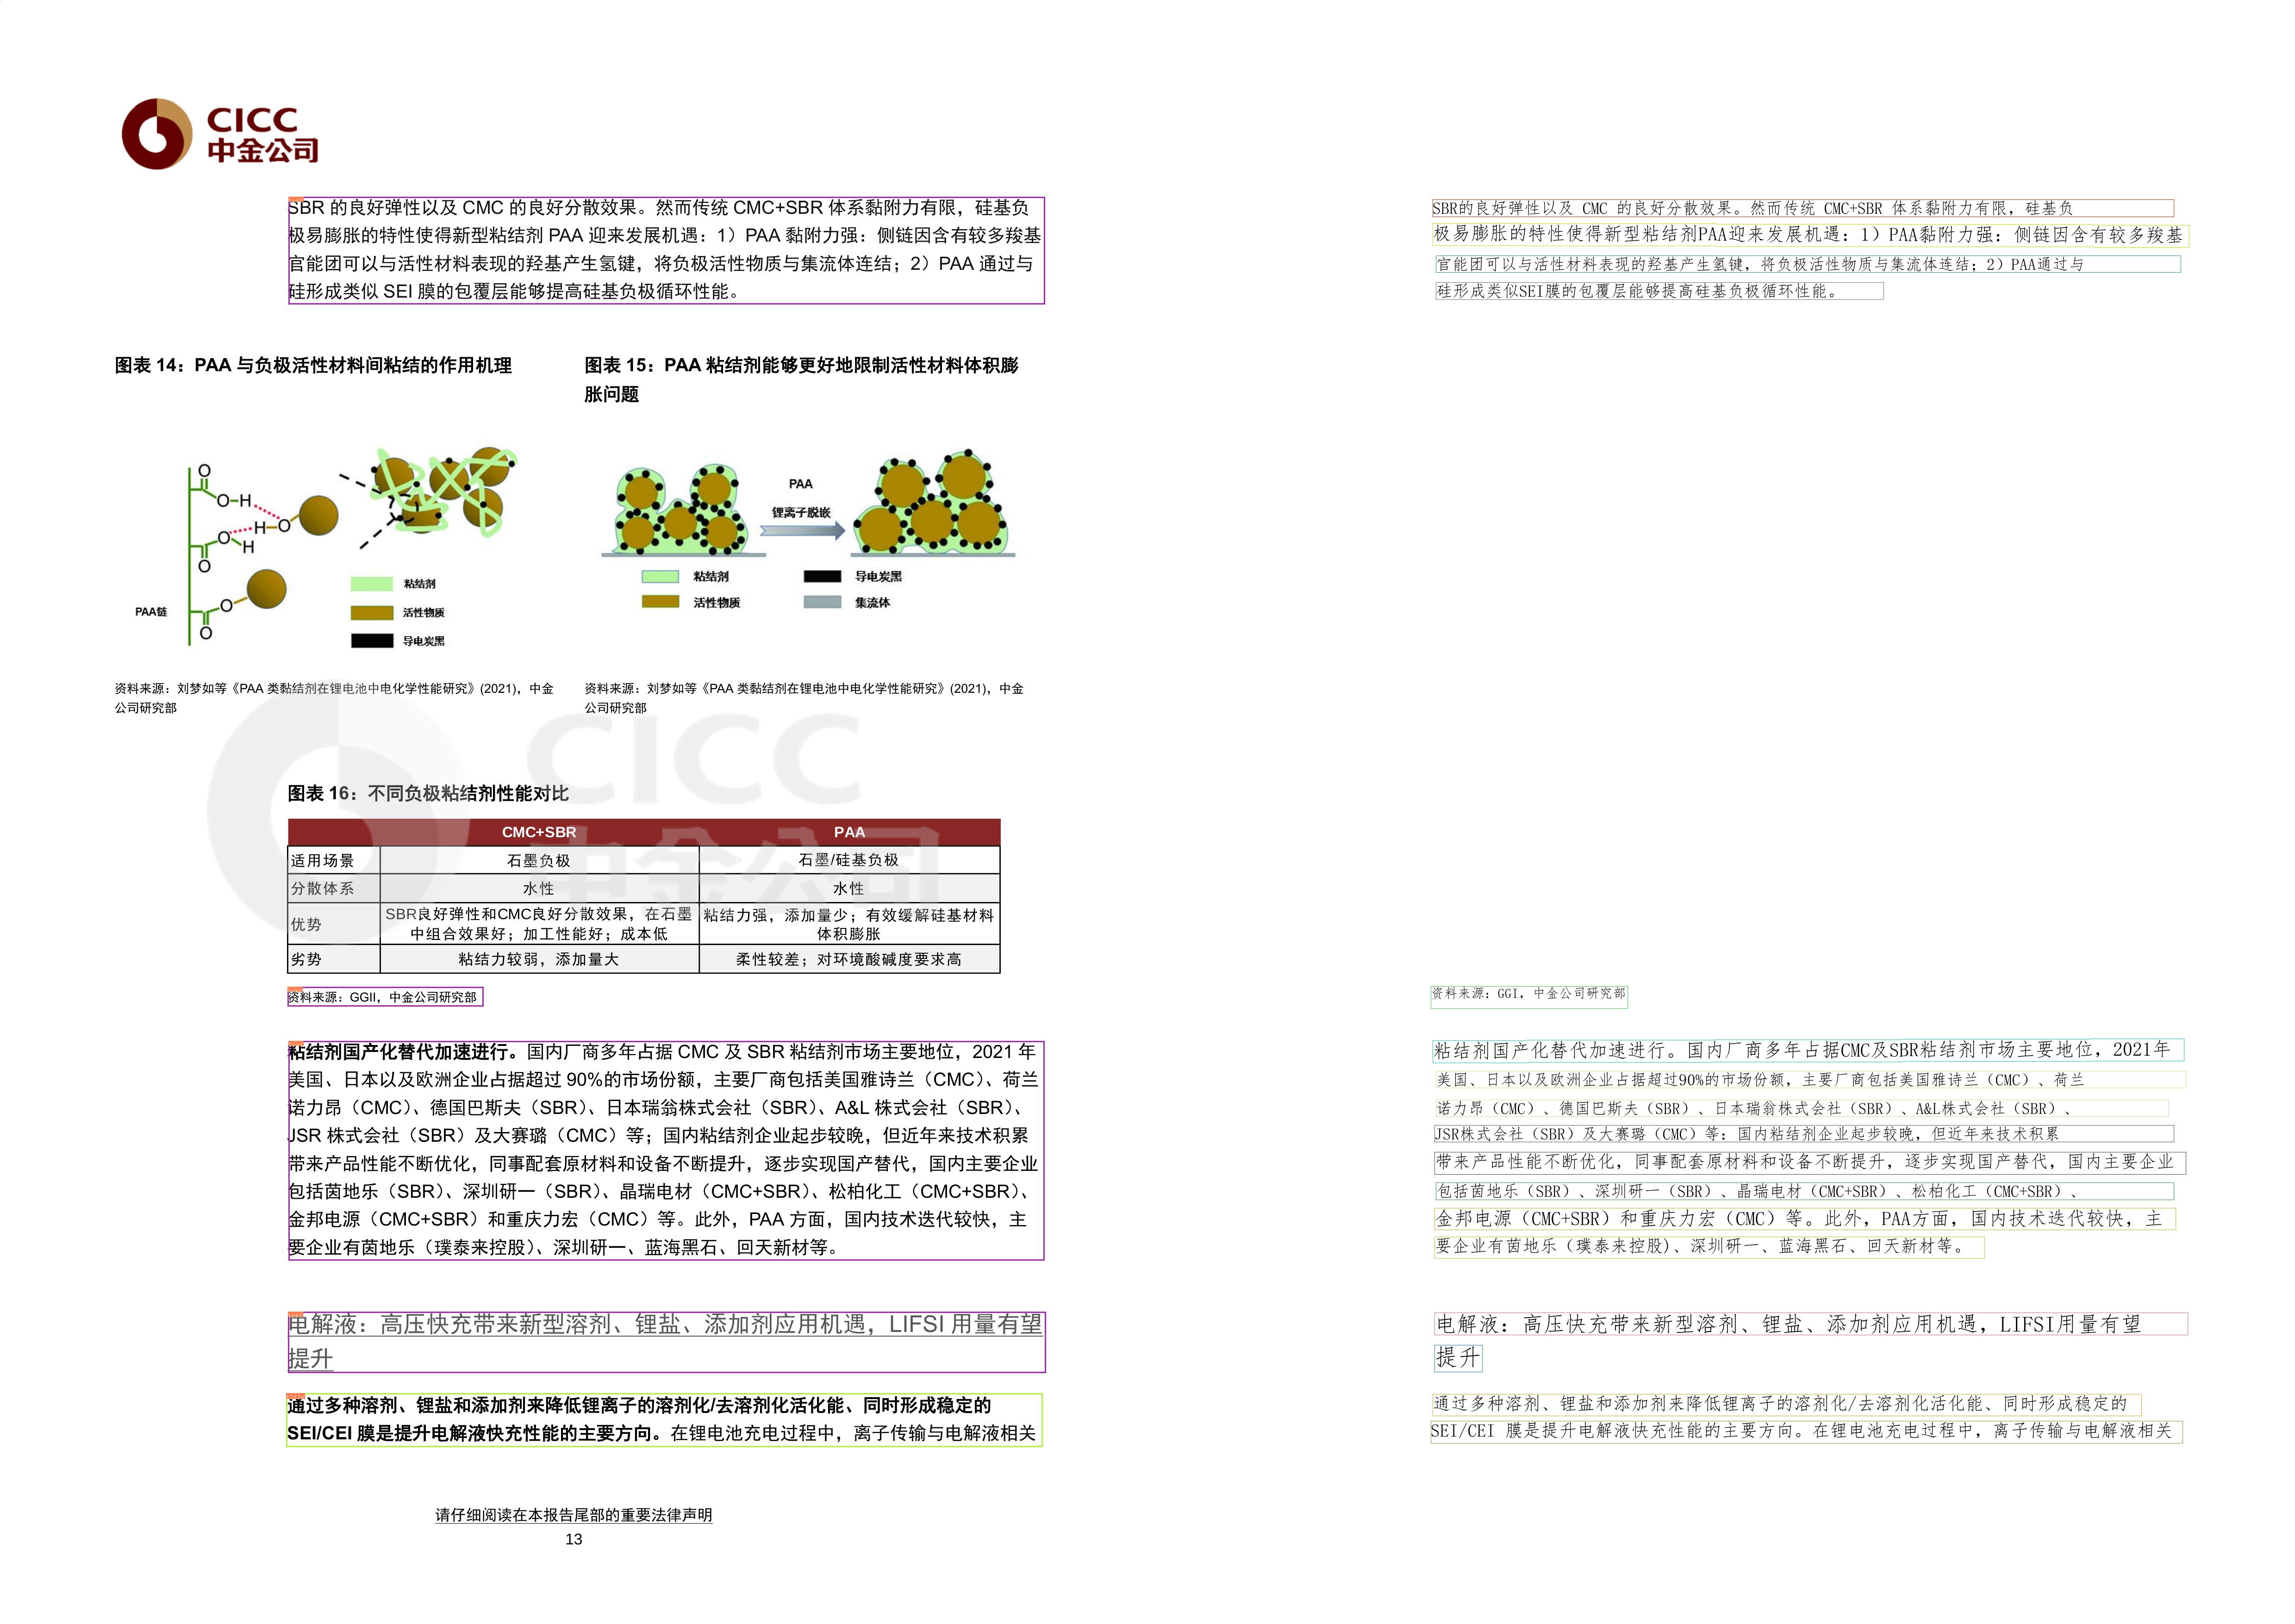 CICC
中金公司
SBR 的良好弹性以及 CMC 的良好分散效果。然而传统 CMC+SBR 体系黏附力有限，硅基负
极易膨胀的特性使得新型粘结剂 PAA 迎来发展机遇：1）PAA 黏附力强：侧链因含有较多羧基
官能团可以与活性材料表现的羟基产生氢键，将负极活性物质与集流体连结；2）PAA 通过与
硅形成类似 SEI 膜的包覆层能够提高硅基负极循环性能。
图表 14：PAA 与负极活性材料间粘结的作用机理
O
O-H
H-O
O
H
O
O
O
PAA链
粘结剂
活性物质
导电炭黑
资料来源：刘梦如等《PAA 类黏结剂在锂电池中电化学性能研究》(2021)，中金
公司研究部
图表 15：PAA 粘结剂能够更好地限制活性材料体积膨
胀问题
PAA
锂离子脱嵌
粘结剂 导电炭黑
活性物质 集流体
资料来源：刘梦如等《PAA 类黏结剂在锂电池中电化学性能研究》(2021)，中金
公司研究部
CICC
中金公司
图表 16：不同负极粘结剂性能对比
CMC+SBR PAA
适用场景 石墨负极 石墨/硅基负极
分散体系 水性 水性
优势 SBR良好弹性和CMC良好分散效果，在石墨 粘结力强，添加量少；有效缓解硅基材料
中组合效果好；加工性能好；成本低 体积膨胀
劣势 粘结力较弱，添加量大 柔性较差；对环境酸碱度要求高
资料来源：GGII，中金公司研究部
粘结剂国产化替代加速进行。国内厂商多年占据 CMC 及 SBR 粘结剂市场主要地位，2021 年
美国、日本以及欧洲企业占据超过 90%的市场份额，主要厂商包括美国雅诗兰（CMC）、荷兰
诺力昂（CMC）、德国巴斯夫（SBR）、日本瑞翁株式会社（SBR）、A&L 株式会社（SBR）、
JSR 株式会社（SBR）及大赛璐（CMC）等；国内粘结剂企业起步较晚，但近年来技术积累
带来产品性能不断优化，同事配套原材料和设备不断提升，逐步实现国产替代，国内主要企业
包括茵地乐（SBR）、深圳研一（SBR）、晶瑞电材（CMC+SBR）、松柏化工（CMC+SBR）、
金邦电源（CMC+SBR）和重庆力宏（CMC）等。此外，PAA 方面，国内技术迭代较快，主
要企业有茵地乐（璞泰来控股）、深圳研一、蓝海黑石、回天新材等。
电解液：高压快充带来新型溶剂、锂盐、添加剂应用机遇，LIFSI 用量有望
提升
通过多种溶剂、锂盐和添加剂来降低锂离子的溶剂化/去溶剂化活化能、同时形成稳定的
SEI/CEI 膜是提升电解液快充性能的主要方向。在锂电池充电过程中，离子传输与电解液相关
请仔细阅读在本报告尾部的重要法律声明
13
SBR的良好弹性以及 CMC 的良好分散效果。然而传统 CMC+SBR 体系黏附力有限，硅基负
极易膨胀的特性使得新型粘结剂PAA迎来发展机遇：1）PAA黏附力强：侧链因含有较多羧基
官能团可以与活性材料表现的羟基产生氢键，将负极活性物质与集流体连结；2）PAA通过与
硅形成类似SEI膜的包覆层能够提高硅基负极循环性能。
资料来源：GGI，中金公司研究部
粘结剂国产化替代加速进行。国内厂商多年占据CMC及SBR粘结剂市场主要地位，2021年
美国、日本以及欧洲企业占据超过90%的市场份额，主要厂商包括美国雅诗兰（CMC）、荷兰
诺力昂（CMC）、德国巴斯夫（SBR）、日本瑞翁株式会社（SBR）、A&L株式会社（SBR）、
JSR株式会社（SBR）及大赛璐（CMC）等：国内粘结剂企业起步较晚，但近年来技术积累
带来产品性能不断优化，同事配套原材料和设备不断提升，逐步实现国产替代，国内主要企业
包括茵地乐（SBR）、深圳研一（SBR）、晶瑞电材（CMC+SBR）、松柏化工（CMC+SBR）、
金邦电源（CMC+SBR）和重庆力宏（CMC）等。此外，PAA方面，国内技术迭代较快，主
要企业有茵地乐（璞泰来控股)、深圳研一、蓝海黑石、回天新材等。
电解液：高压快充带来新型溶剂、锂盐、添加剂应用机遇，LIFSI用量有望
提升
通过多种溶剂、锂盐和添加剂来降低锂离子的溶剂化/去溶剂化活化能、同时形成稳定的
SEI/CEI 膜是提升电解液快充性能的主要方向。在锂电池充电过程中，离子传输与电解液相关